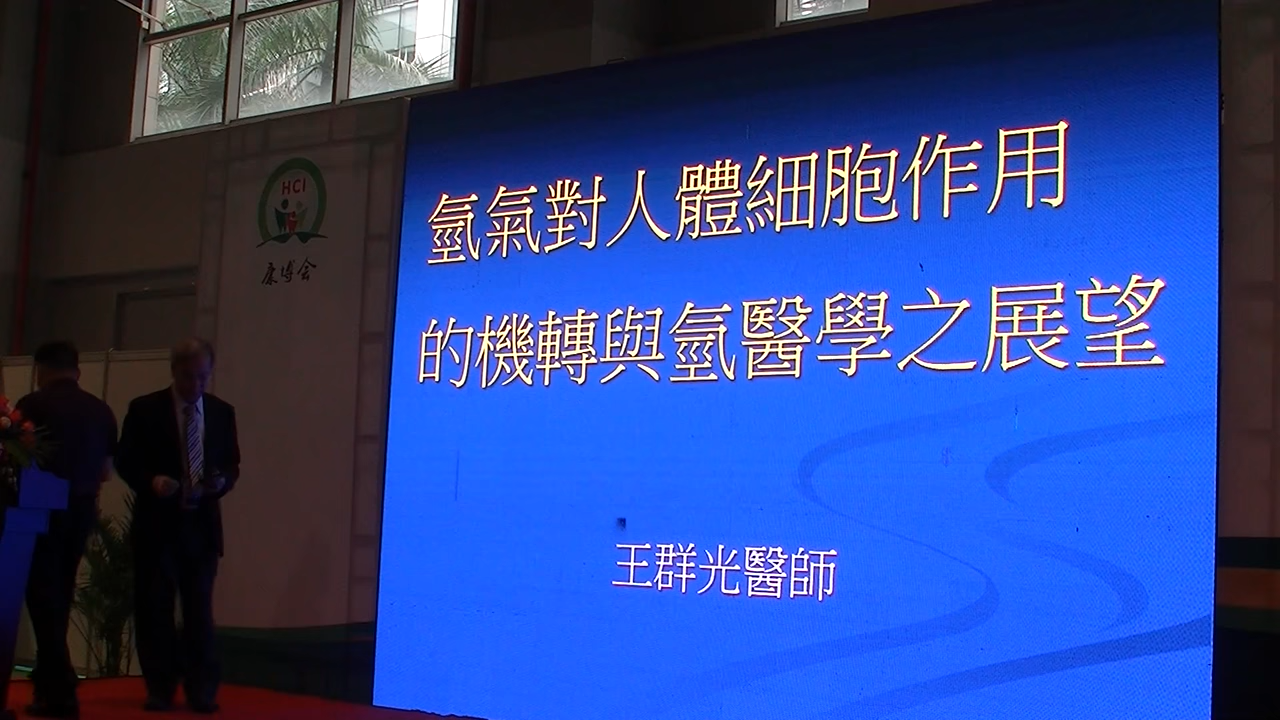 HCI
康博会
氫氣對人體細胞作用
的機轉與氫醫學之展望
王群光醫師